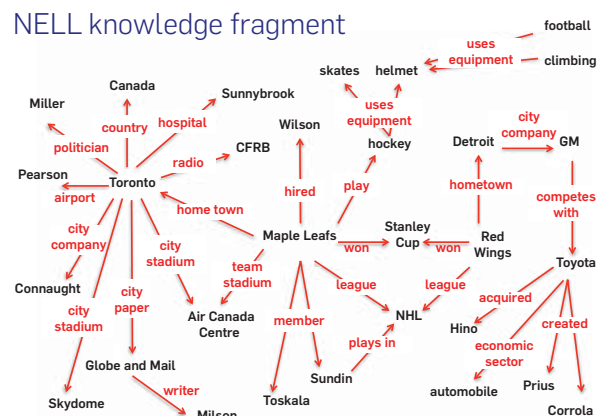 NELL knowledge fragment
football
uses
equipment
climbing
skates
helmet
Canada
Sunnybrook
Miller
country
hospital
Wilson
uses
equipment
city
company
Detroit
GM
politician
CFRB
hockey
radio
Pearson
airport
Toronto
hired
play
hometown
competes
with
home town
city
company
city
stadium
Maple Leafs
won
Stanley
Cup
won
Red
Wings
Toyota
team
stadium
league
league
acquired
Connaught
city
stadium
city
paper
Air Canada
Centre
member
NHL
Hino
created
plays in
economic
sector
Globe and Mail
Sundin
writer
automobile
Prius
Skydome
Toskala
Milson
Corrola